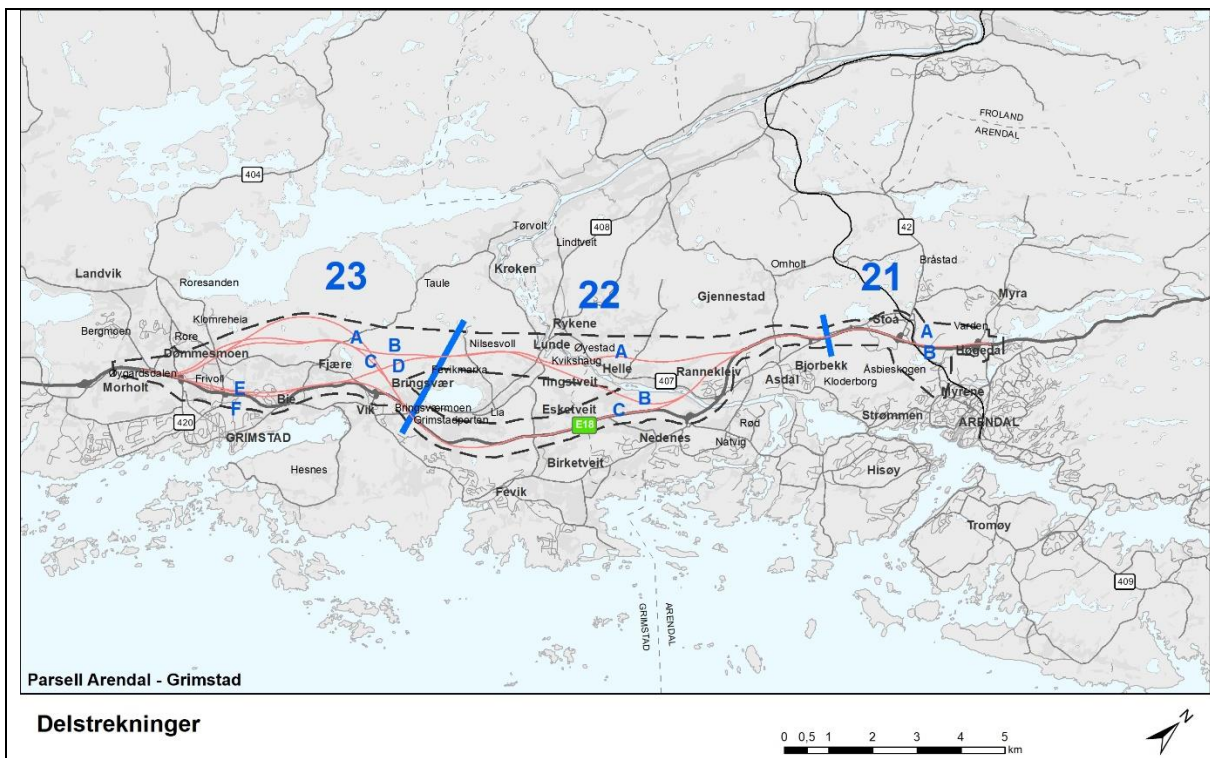 FROLAND
ARENDAL
404
Tørvolt
408
Lindtveit
42
Bråstad
Landvik
Roresanden
23
Taule
Krøken
22
Omholt
21
Gjennestad
Myra
Klomreheia
Bergmoen
Rore
Rykene
Stoa
A
Varden
Dømmesmoen
A
B
Nilsesvoll
Lunde
Øyestad
A
B
Høgedal
Fjære
C
D
Kvikshaug
Helle
Bjorbekk
Øygardsdalen
Frivoll
Fevikmarka
Rannekleiv
Åsbieskogen
Morholt
E
Bringsvær
Tingstveit
407
Asdal
Kloderborg
Myrene
F
Bie
Vik
Bringsværmoen
Lia
Esketveit
B
420
Grimstadporten
C
Strømmen
ARENDAL
GRIMSTAD
E18
Nedenes
Rød
Natvig
Hesnes
Birketveit
Hisøy
Fevik
Tromøy
409
GRIMSTAD
ARENDAL
Parsell Arendal - Grimstad
Delstrekninger
N
0 0,5 1 2 3 4 5
km